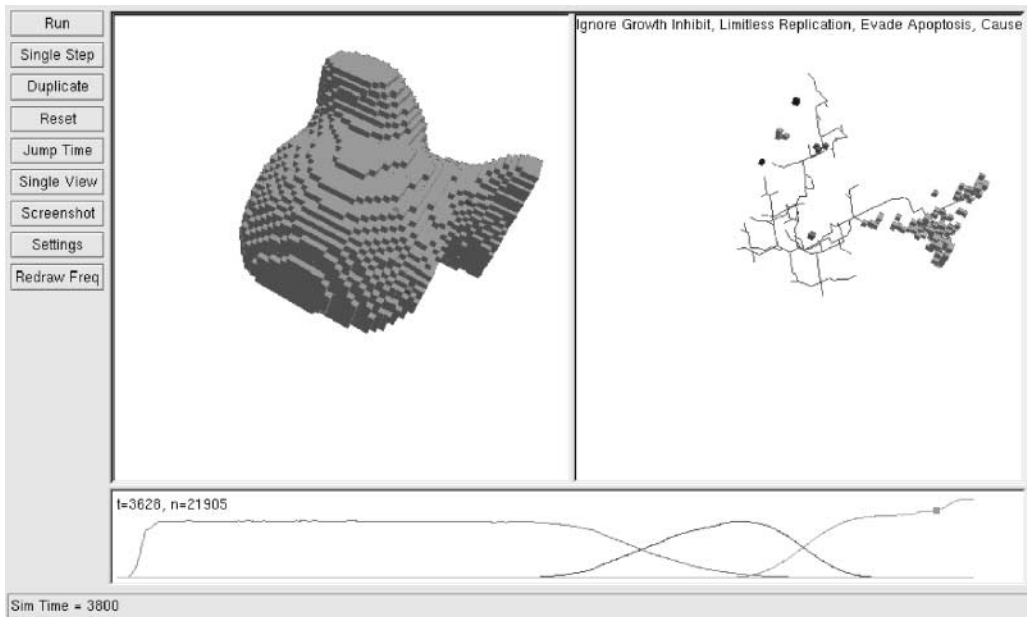 Run
Single Step
Duplicate
Reset
Jump Time
Single View
Screenshot
Settings
Redraw Freq
Ignore Growth Inhibit, Limitless Replication, Evade Apoptosis, Cause
t=3628, n=21905
Sim Time = 3800